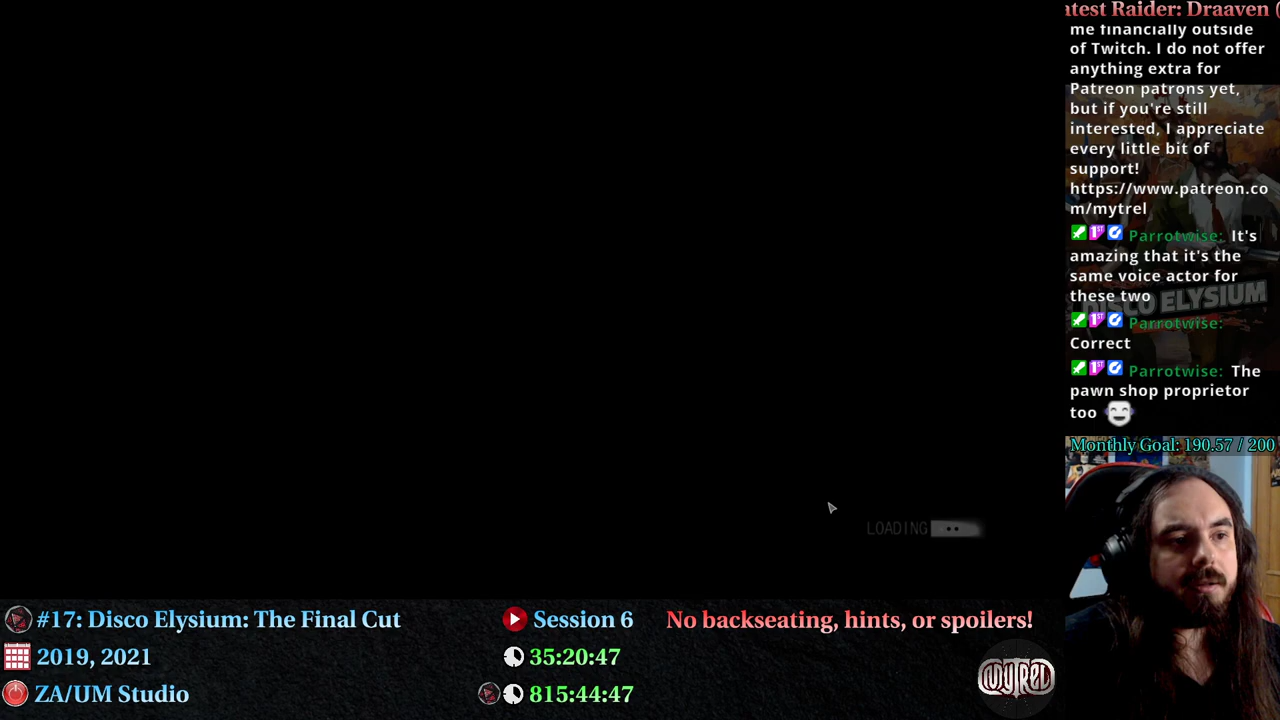 atest Raider: Draaven (
me financially outside
of Twitch. I do not offer
anything extra for
Patreon patrons yet,
but if you're still
interested, I appreciate
every little bit of
support!
https://www.patreon.co
m/mytrel
Parrotwise: It's
amazing that it's the
same voice actor for
these two
DISCO ELYSIUM
Parrotwise:
Correct
Parrotwise: The
pawn shop proprietor
too
Monthly Goal: 190.57 / 200
LOADING
#17: Disco Elysium: The Final Cut
Session 6
No backseating, hints, or spoilers!
2019, 2021
35:20:47
ZA/UM Studio
815:44:47
MYTREL